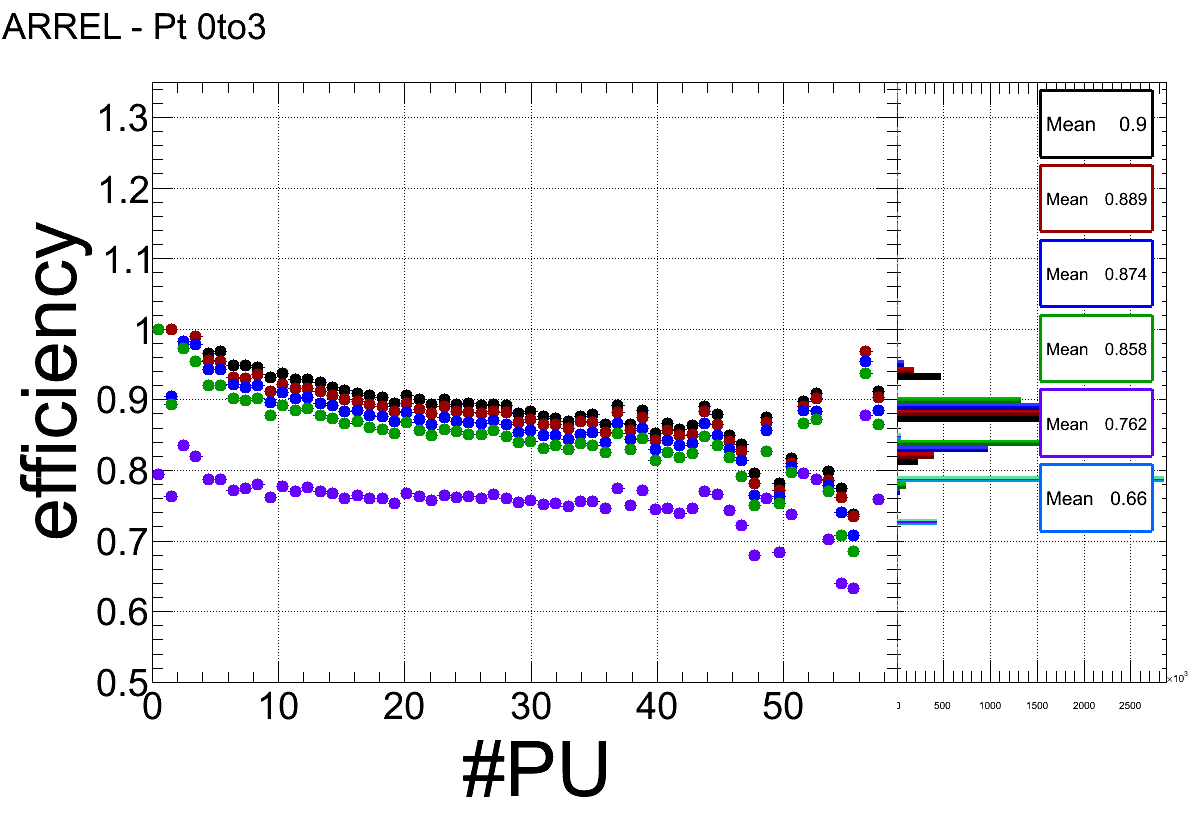 ARREL - Pt 0to3
efficiency
1.3
1.2
1.1
1
0.9
0.8
0.7
0.6
0.5
0 10 20 30 40 50
#PU
Mean 0.9
Mean 0.889
Mean 0.874
Mean 0.858
Mean 0.762
Mean 0.66
500 1000 1500 2000 2500
×10³